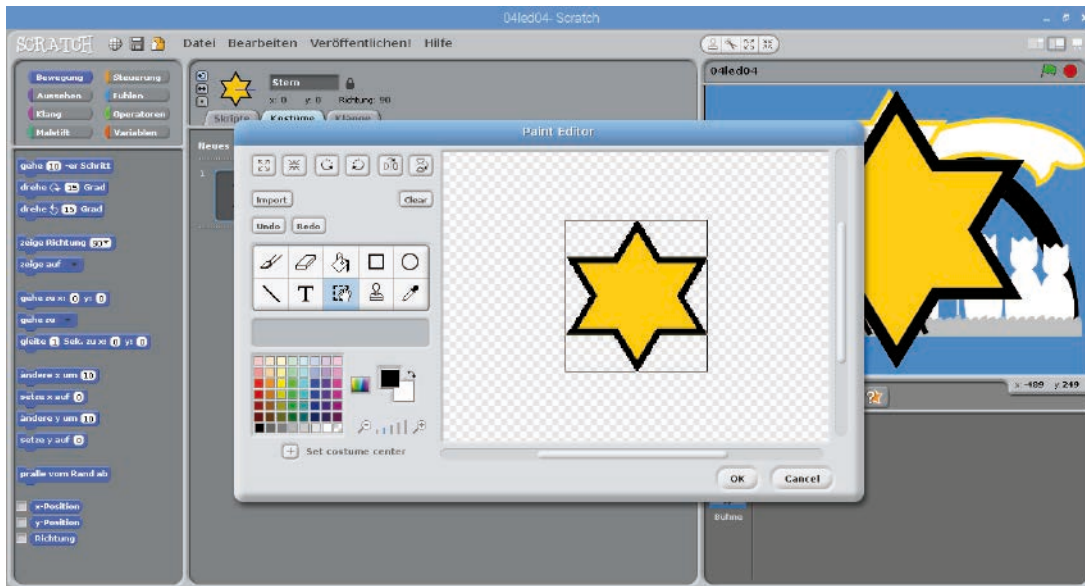 04led04- Scratch
SCRATCH Datei Bearbeiten Veröffentlichen! Hilfe
Bewegung Steuerung
Aussehen Fühlen
Klang Operatoren
Malstift Variablen
Stern
x: 0 y: 0 Richtung: 90
Skripte Kostüme Klänge
04led04
Neues
1
Paint Editor
Import Clear
Undo Redo
T
Set costume center
OK Cancel
gehe 10 -er Schritt
drehe 15 Grad
drehe 15 Grad
zeige Richtung 90
zeige auf
gehe zu x: 0 y: 0
gehe zu
gleite 1 Sek. zu x: 0 y: 0
ändere x um 10
setze x auf 0
ändere y um 10
setze y auf 0
pralle vom Rand ab
x-Position
y-Position
Richtung
x: -489 y: 249
Bühne